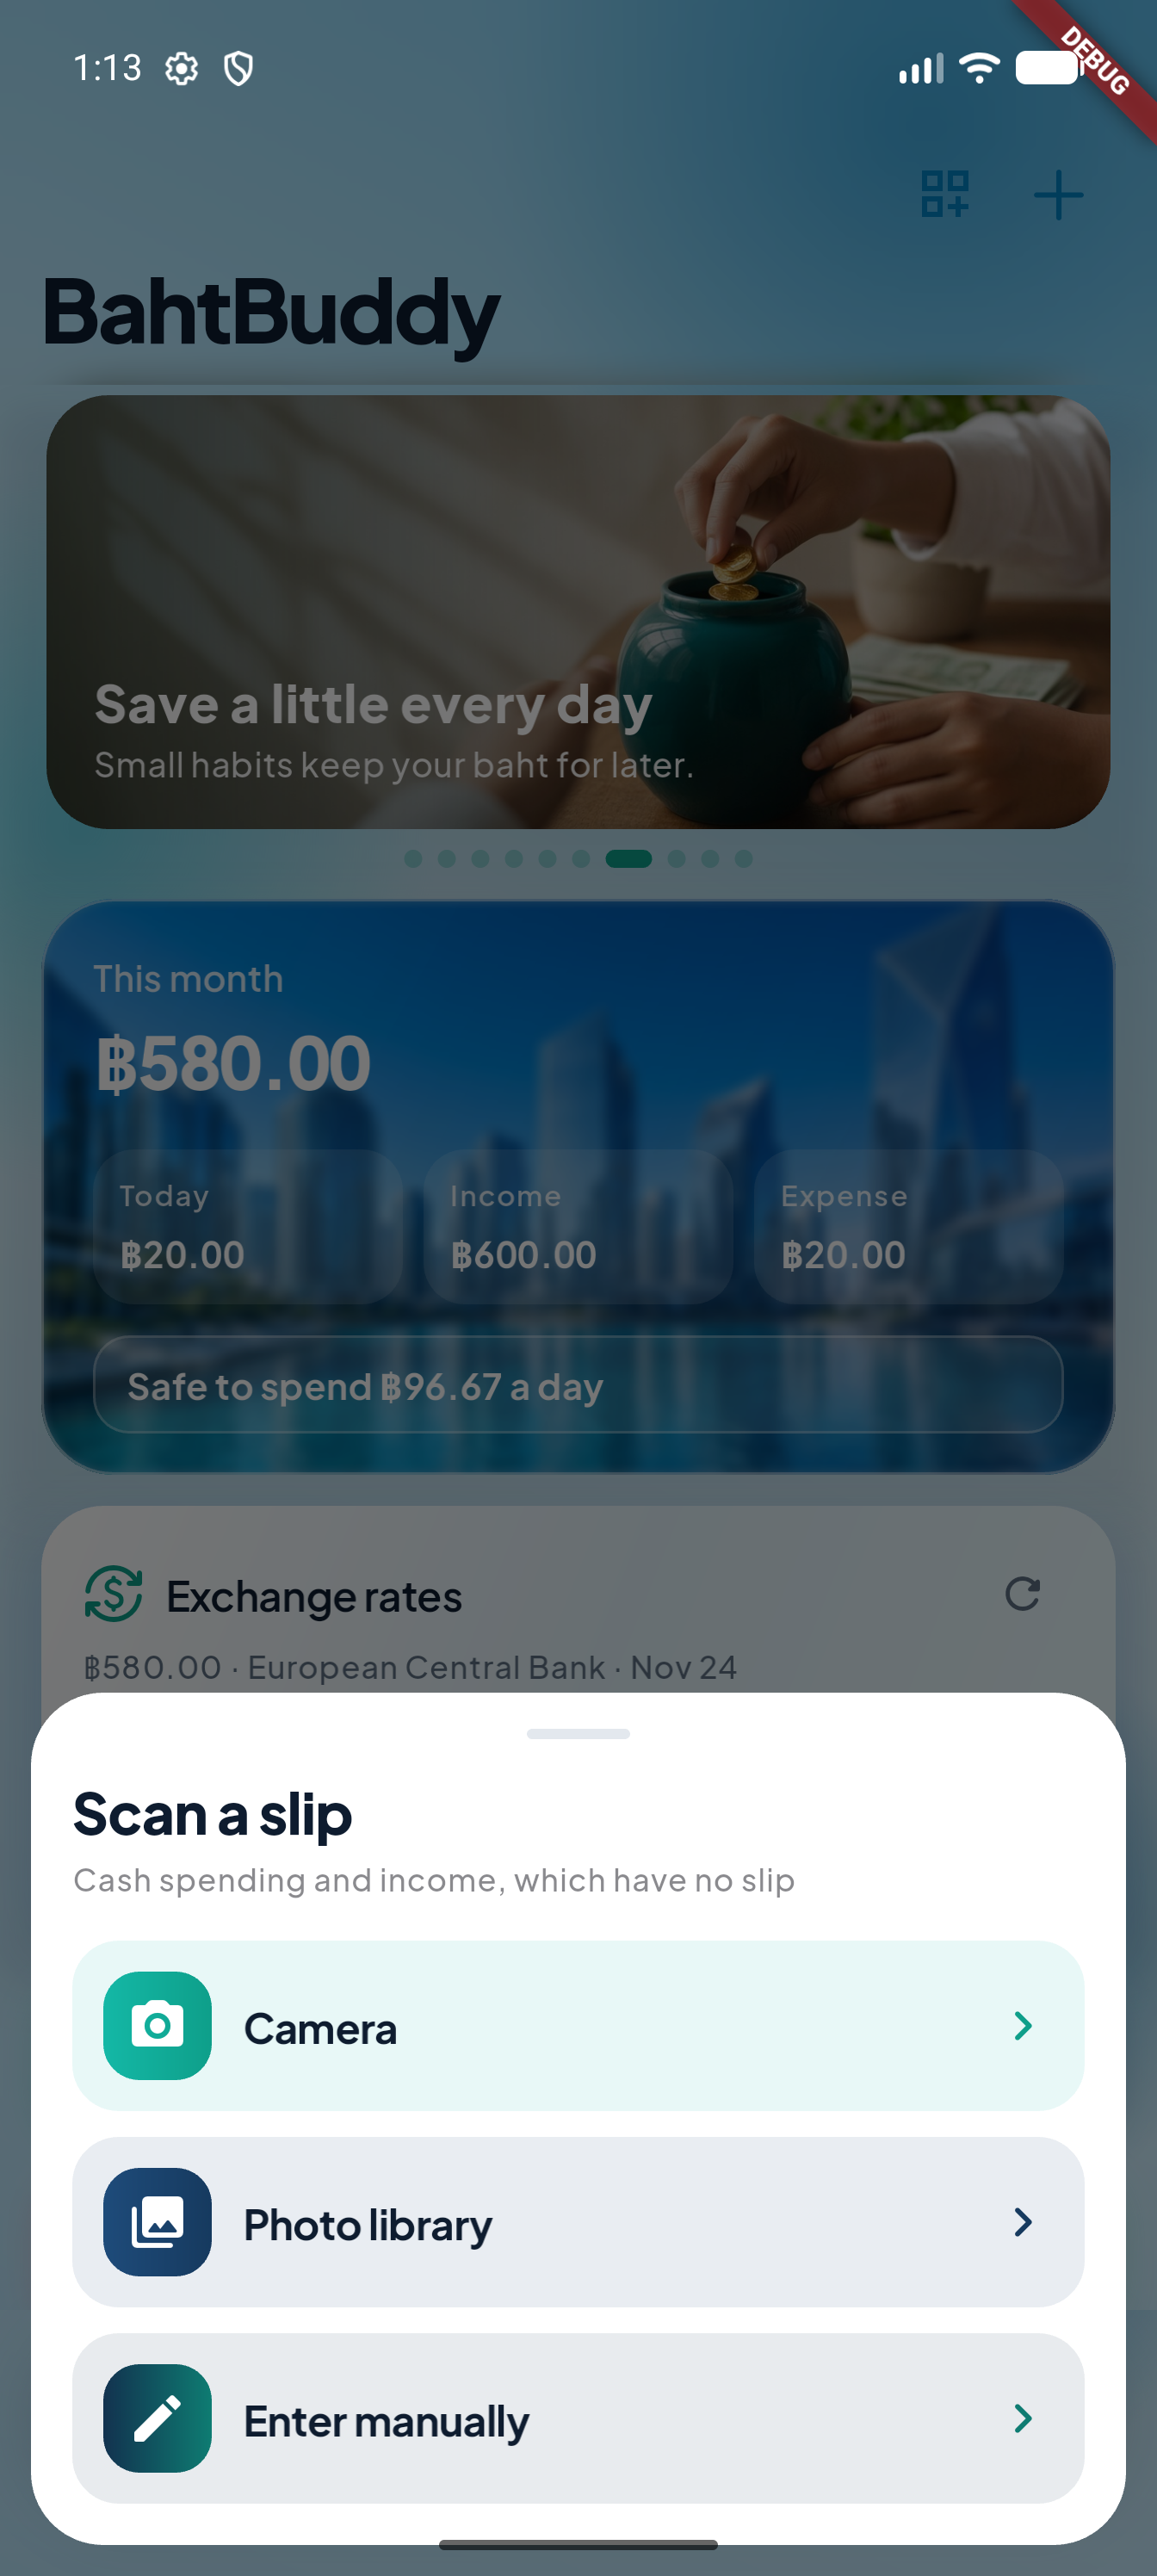 1:13
DEBUG
BahtBuddy
Save a little every day
Small habits keep your baht for later.
This month
฿580.00
Today
Income
Expense
฿20.00
฿600.00
฿20.00
Safe to spend ฿96.67 a day
Exchange rates
฿580.00 · European Central Bank · Nov 24
Scan a slip
Cash spending and income, which have no slip
Camera
Photo library
Enter manually